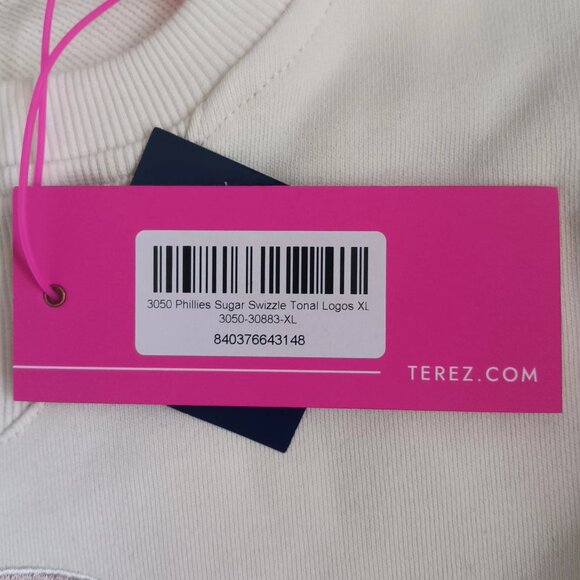 3050 Phillies Sugar Swizzle Tonal Logos XL
3050-30883-XL
840376643148
TEREZ.COM